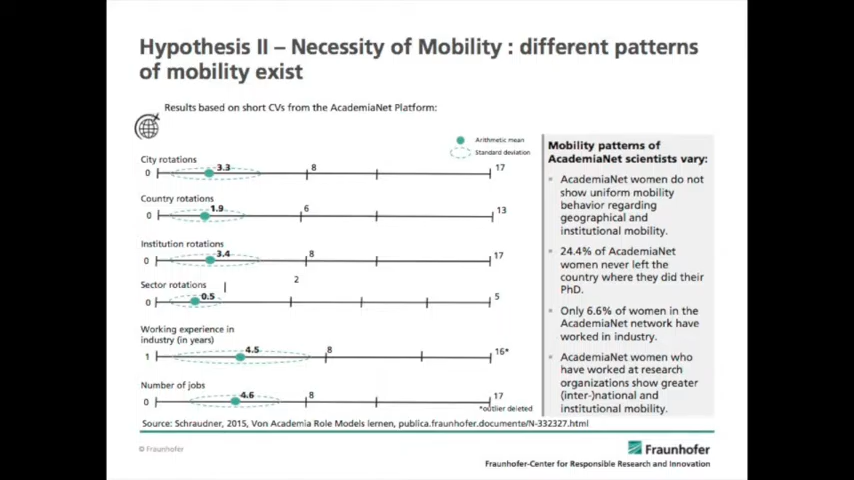 Hypothesis II – Necessity of Mobility : different patterns
of mobility exist
Results based on short CVs from the AcademiaNet Platform:
Arithmetic mean
Standard deviation
City rotations
0
3.3
8
17
Country rotations
0
1.9
6
13
Institution rotations
0
3.4
8
17
Sector rotations
0
0.5
2
5
Working experience in
industry (in years)
1
4.5
8
16*
Number of jobs
0
4.6
8
17
*outlier deleted
Mobility patterns of
AcademiaNet scientists vary:
AcademiaNet women do not
show uniform mobility
behavior regarding
geographical and
institutional mobility.
24.4% of AcademiaNet
women never left the
country where they did their
PhD.
Only 6.6% of women in the
AcademiaNet network have
worked in industry.
AcademiaNet women who
have worked at research
organizations show greater
(inter-)national and
institutional mobility.
Source: Schraudner, 2015, Von Academia Role Models lernen, publica.fraunhofer.documente/N-332327.html
© Fraunhofer
Fraunhofer
Fraunhofer-Center for Responsible Research and Innovation